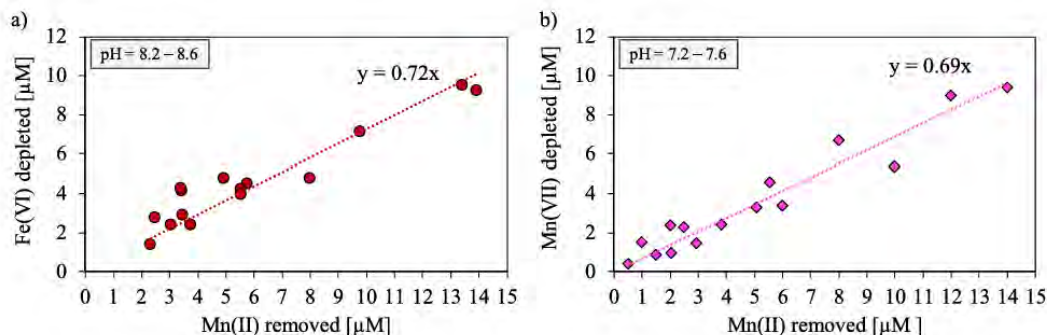 a)
12
10
8
6
4
2
0
Fe(VI) depleted [µM]
pH = 8.2 – 8.6
y = 0.72x
0 1 2 3 4 5 6 7 8 9 10 11 12 13 14 15
Mn(II) removed [µM]
b)
12
10
8
6
4
2
0
Mn(VII) depleted [µM]
pH = 7.2 – 7.6
y = 0.69x
0 1 2 3 4 5 6 7 8 9 10 11 12 13 14 15
Mn(II) removed [µM ]